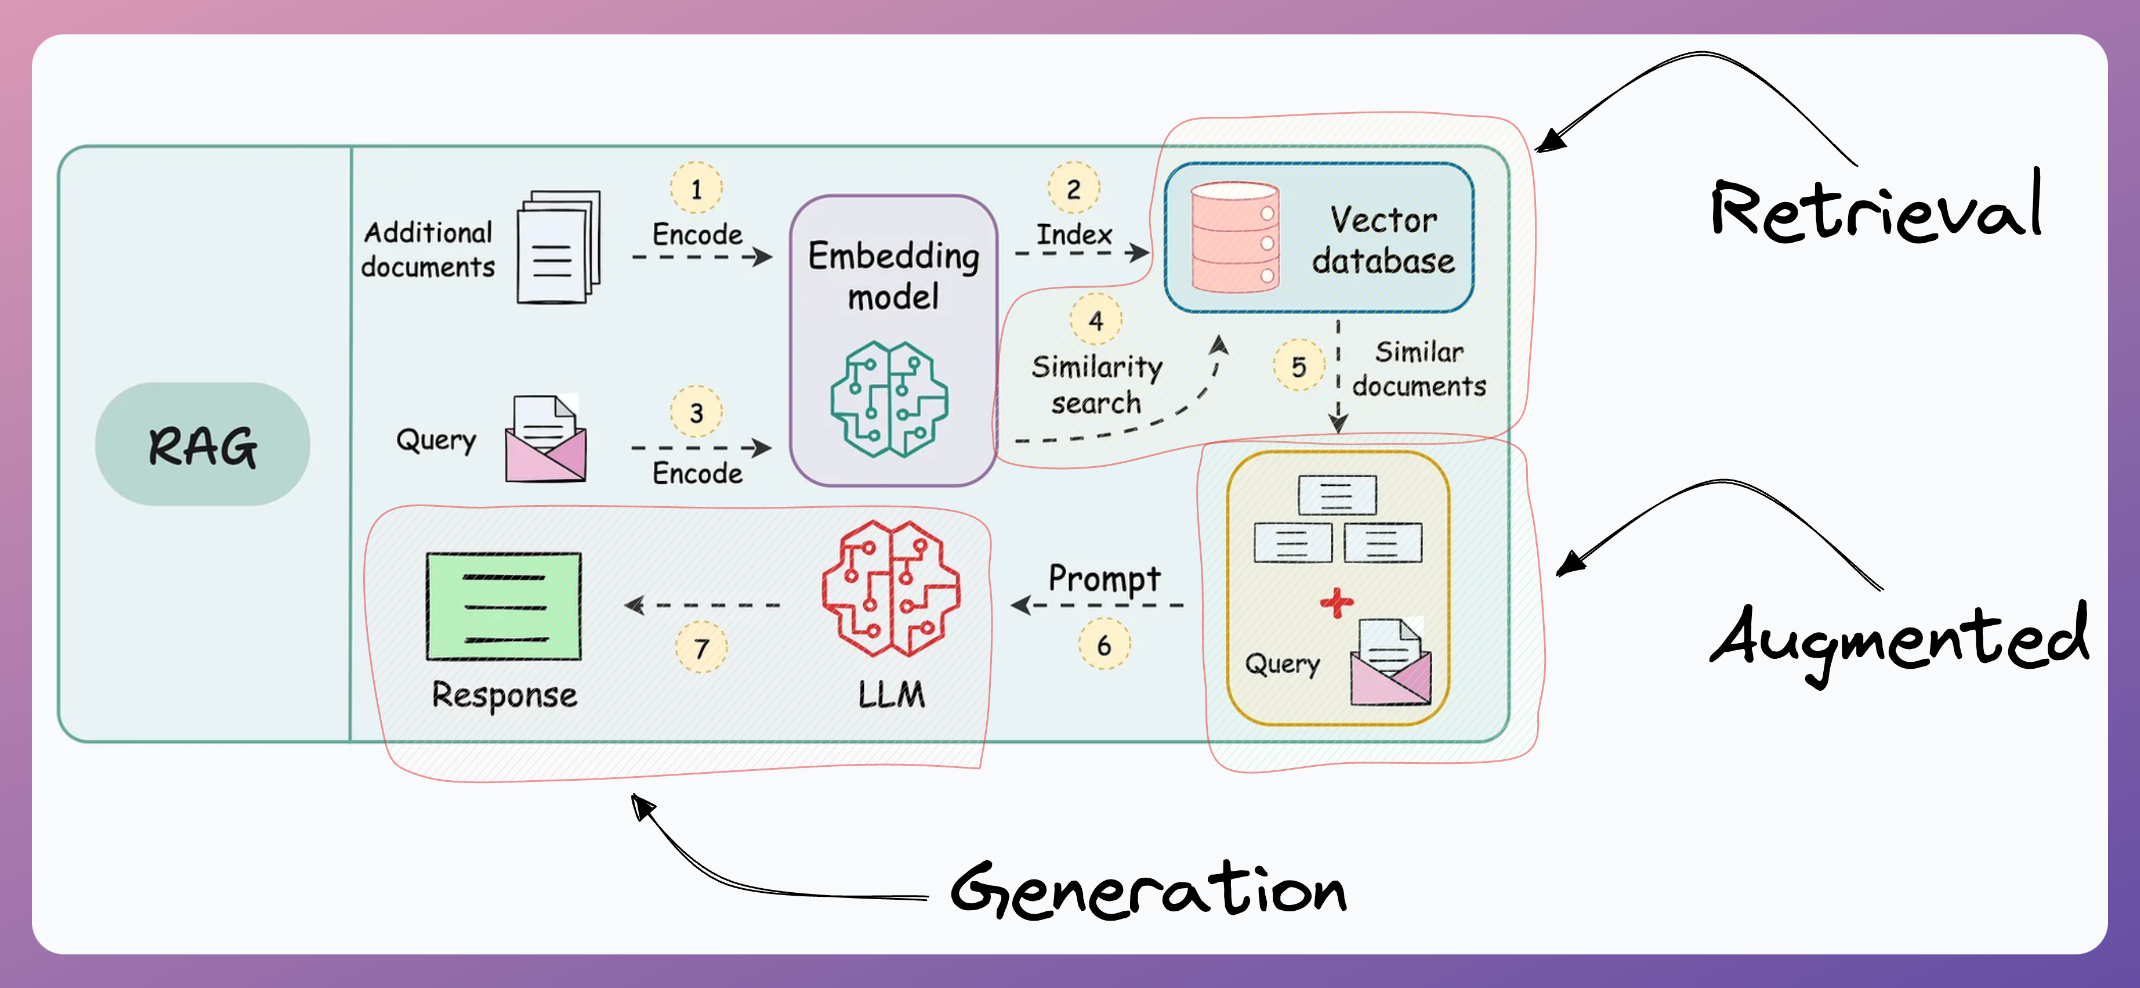 RAG
Additional
documents
1
Encode
Embedding
model
2
Index
Vector
database
Retrieval
Query
3
Encode
4
Similarity
search
5
Similar
documents
Query
Augmented
Prompt
6
LLM
7
Response
Generation